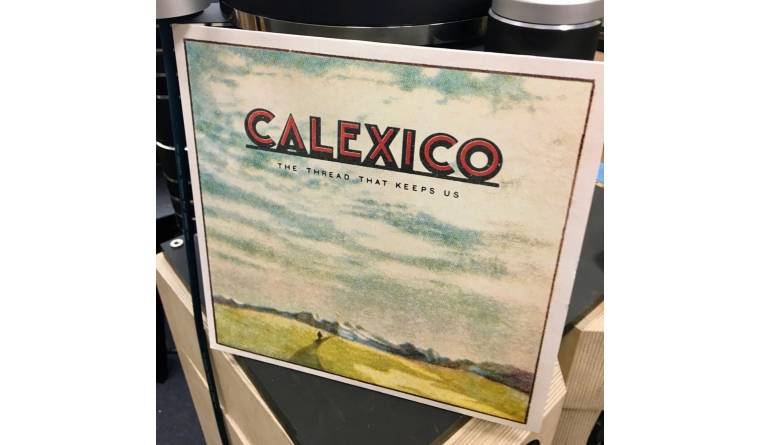 CALEXICO
THE THREAD THAT KEEPS US